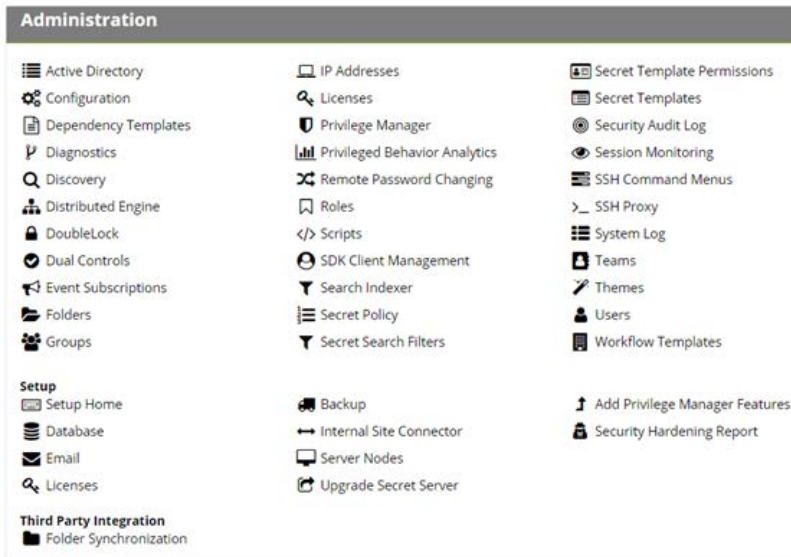 Administration
Active Directory
Configuration
Dependency Templates
Diagnostics
Discovery
Distributed Engine
DoubleLock
Dual Controls
Event Subscriptions
Folders
Groups
IP Addresses
Licenses
Privilege Manager
Privileged Behavior Analytics
Remote Password Changing
Roles
Scripts
SDK Client Management
Search Indexer
Secret Policy
Secret Search Filters
Secret Template Permissions
Secret Templates
Security Audit Log
Session Monitoring
SSH Command Menus
SSH Proxy
System Log
Teams
Themes
Users
Workflow Templates
Setup
Setup Home
Database
Email
Licenses
Backup
Internal Site Connector
Server Nodes
Upgrade Secret Server
Add Privilege Manager Features
Security Hardening Report
Third Party Integration
Folder Synchronization